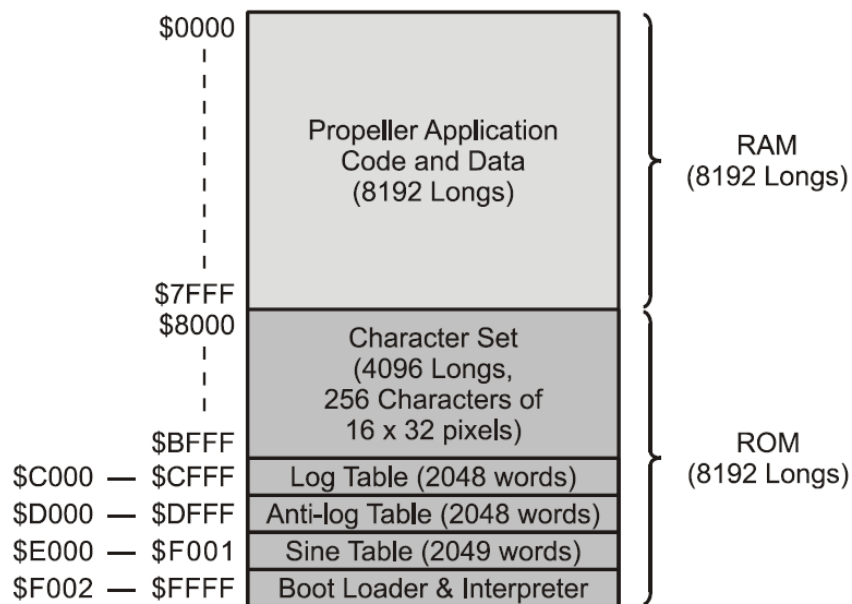 $0000
Propeller Application
Code and Data
(8192 Longs)
RAM
(8192 Longs)
$7FFF
$8000
Character Set
(4096 Longs,
256 Characters of
16 x 32 pixels)
$BFFF
ROM
(8192 Longs)
$C000 — $CFFF Log Table (2048 words)
$D000 — $DFFF Anti-log Table (2048 words)
$E000 — $F001 Sine Table (2049 words)
$F002 — $FFFF Boot Loader & Interpreter